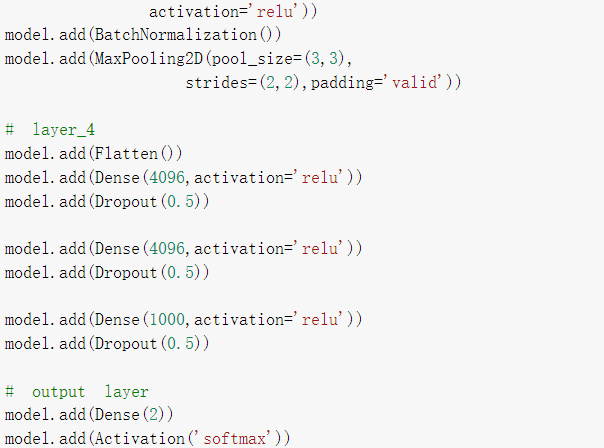 activation='relu'))
model.add(BatchNormalization())
model.add(MaxPooling2D(pool_size=(3,3),
strides=(2,2),padding='valid'))
# layer_4
model.add(Flatten())
model.add(Dense(4096,activation='relu'))
model.add(Dropout(0.5))
model.add(Dense(4096,activation='relu'))
model.add(Dropout(0.5))
model.add(Dense(1000,activation='relu'))
model.add(Dropout(0.5))
# output layer
model.add(Dense(2))
model.add(Activation('softmax'))